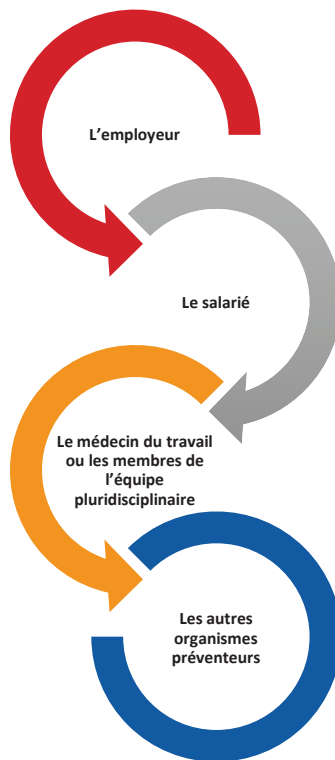 L’employeur
Le salarié
Le médecin du travail
ou les membres de
l’équipe
pluridisciplinaire
Les autres
organismes
préventeurs